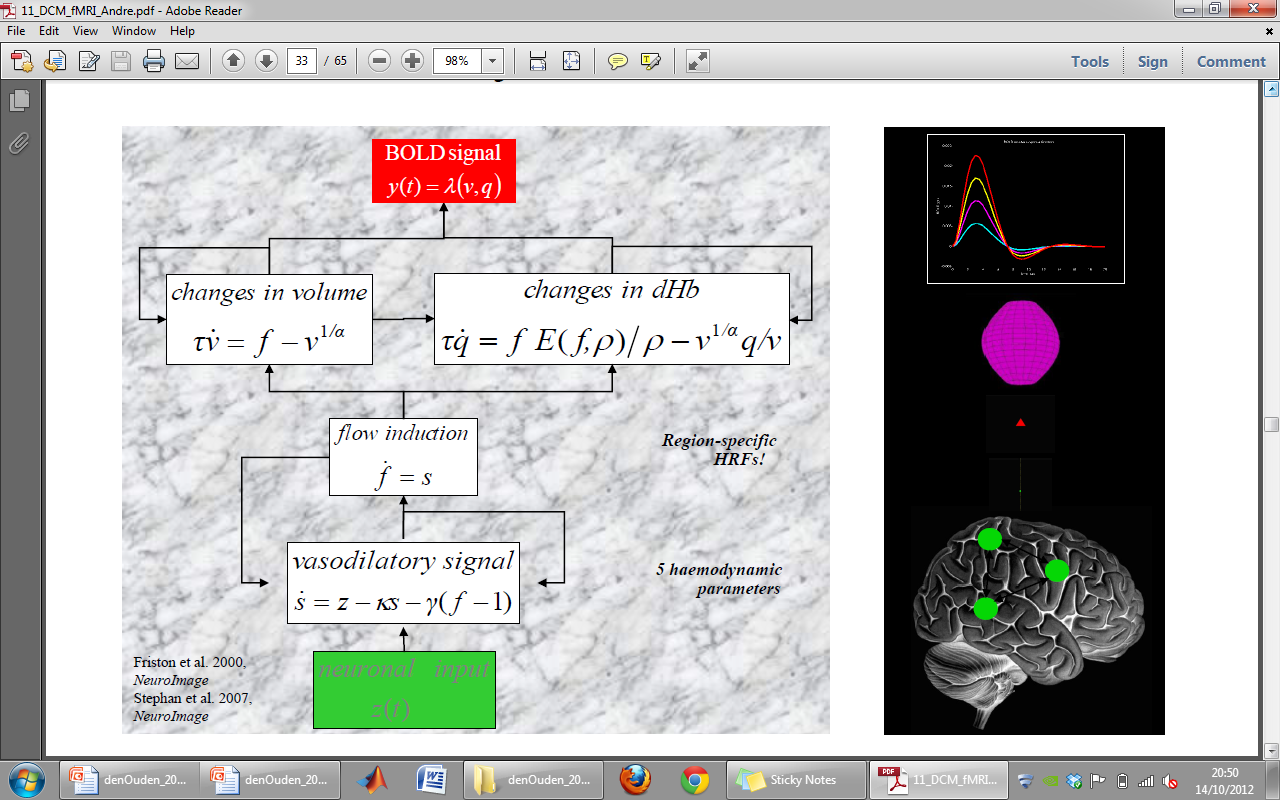 11_DCM_fMRI_Andre.pdf - Adobe Reader
File Edit View Window Help
33 / 65 98% Tools Sign Comment
BOLD signal
y(t) = λ(v, q)
changes in volume
τv̇ = f − v^{1/α}
changes in dHb
τq̇ = f E(f,ρ)/ρ − v^{1/α} q/v
flow induction
ḟ = s
Region-specific
HRFs!
vasodilatory signal
ṡ = z − κs − γ(f − 1)
5 haemodynamic
parameters
neuronal input
z(t)
Friston et al. 2000,
NeuroImage
Stephan et al. 2007,
NeuroImage
denOuden_20... denOuden_20... denOuden_20... Sticky Notes PDF 11_DCM_fMRI... 20:50
14/10/2012